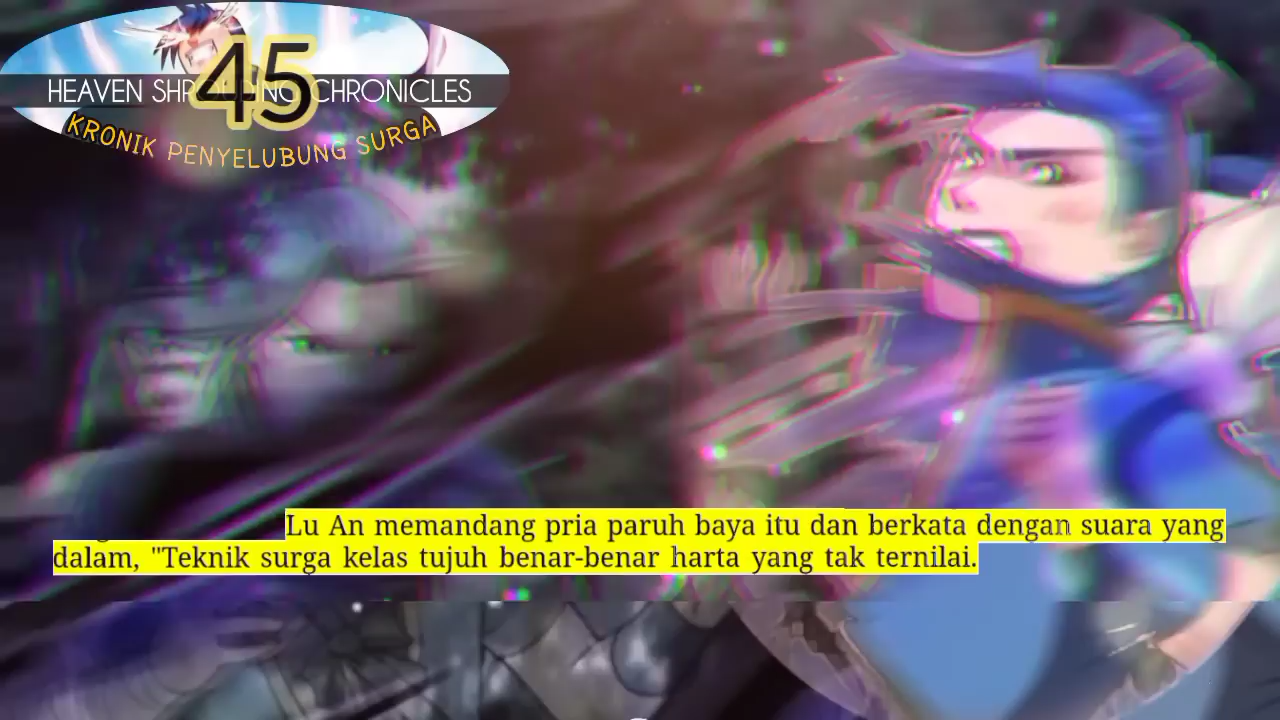 45
HEAVEN SHROUDING CHRONICLES
KRONIK PENYELUBUNG SURGA
Lu An memandang pria paruh baya itu dan berkata dengan suara yang
dalam, "Teknik surga kelas tujuh benar-benar harta yang tak ternilai.